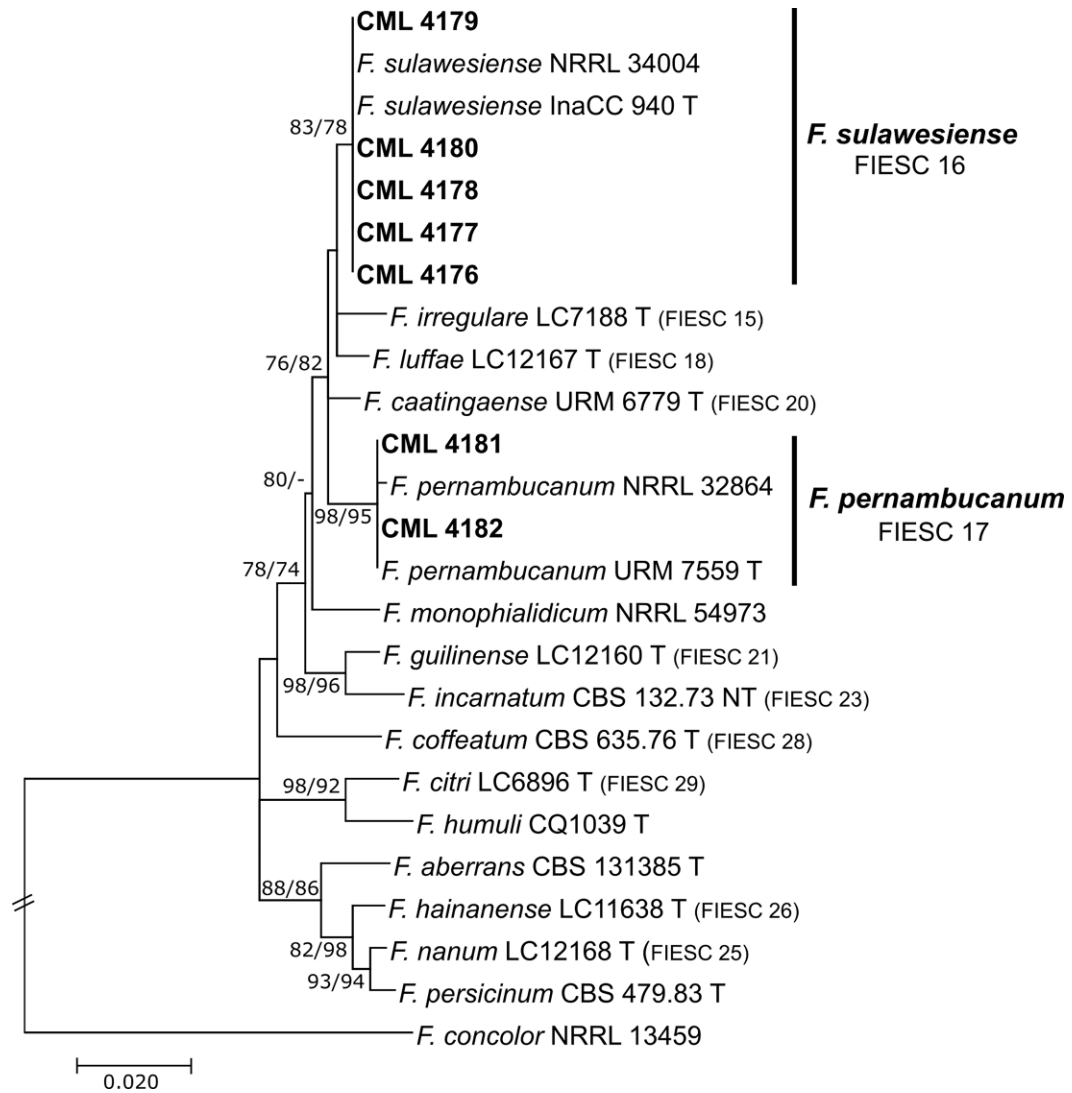 CML 4179
F. sulawesiense NRRL 34004
F. sulawesiense InaCC 940 T
83/78
CML 4180
CML 4178
CML 4177
CML 4176
F. sulawesiense
FIESC 16
F. irregulare LC7188 T (FIESC 15)
F. luffae LC12167 T (FIESC 18)
76/82
F. caatingaense URM 6779 T (FIESC 20)
CML 4181
80/-
F. pernambucanum NRRL 32864
98/95
CML 4182
F. pernambucanum URM 7559 T
F. pernambucanum
FIESC 17
78/74
F. monophialidicum NRRL 54973
F. guilinense LC12160 T (FIESC 21)
98/96
F. incarnatum CBS 132.73 NT (FIESC 23)
F. coffeatum CBS 635.76 T (FIESC 28)
98/92
F. citri LC6896 T (FIESC 29)
F. humuli CQ1039 T
F. aberrans CBS 131385 T
88/86
F. hainanense LC11638 T (FIESC 26)
82/98
F. nanum LC12168 T (FIESC 25)
93/94
F. persicinum CBS 479.83 T
F. concolor NRRL 13459
0.020